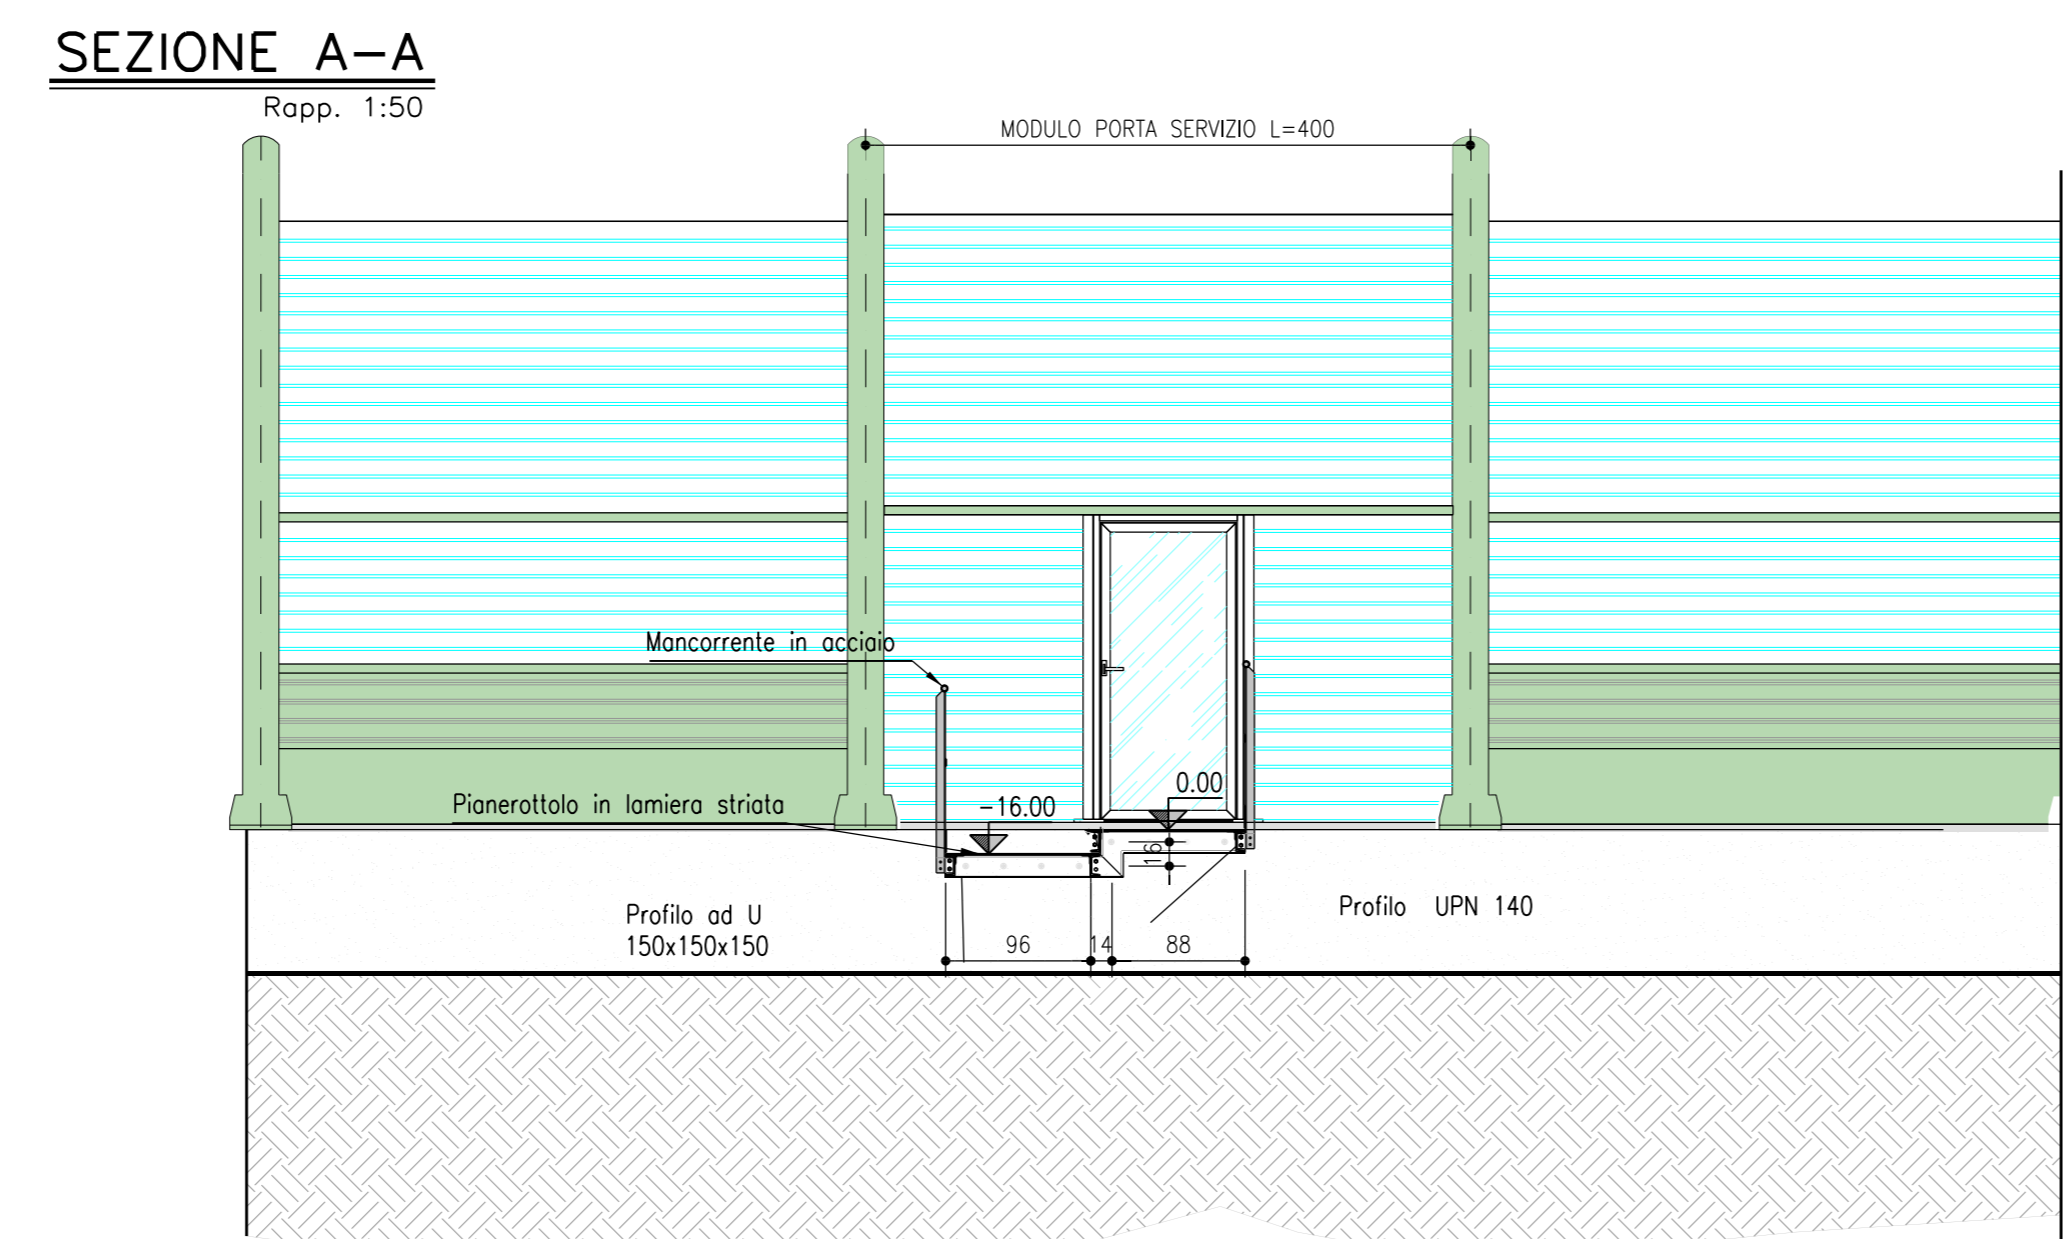 SEZIONE A-A
Rapp. 1:50
MODULO PORTA SERVIZIO L=400
Mancorrente in acciaio
Pianerottolo in lamiera striata
-16.00
0.00
16
Profilo ad U
150x150x150
Profilo UPN 140
96
14
88